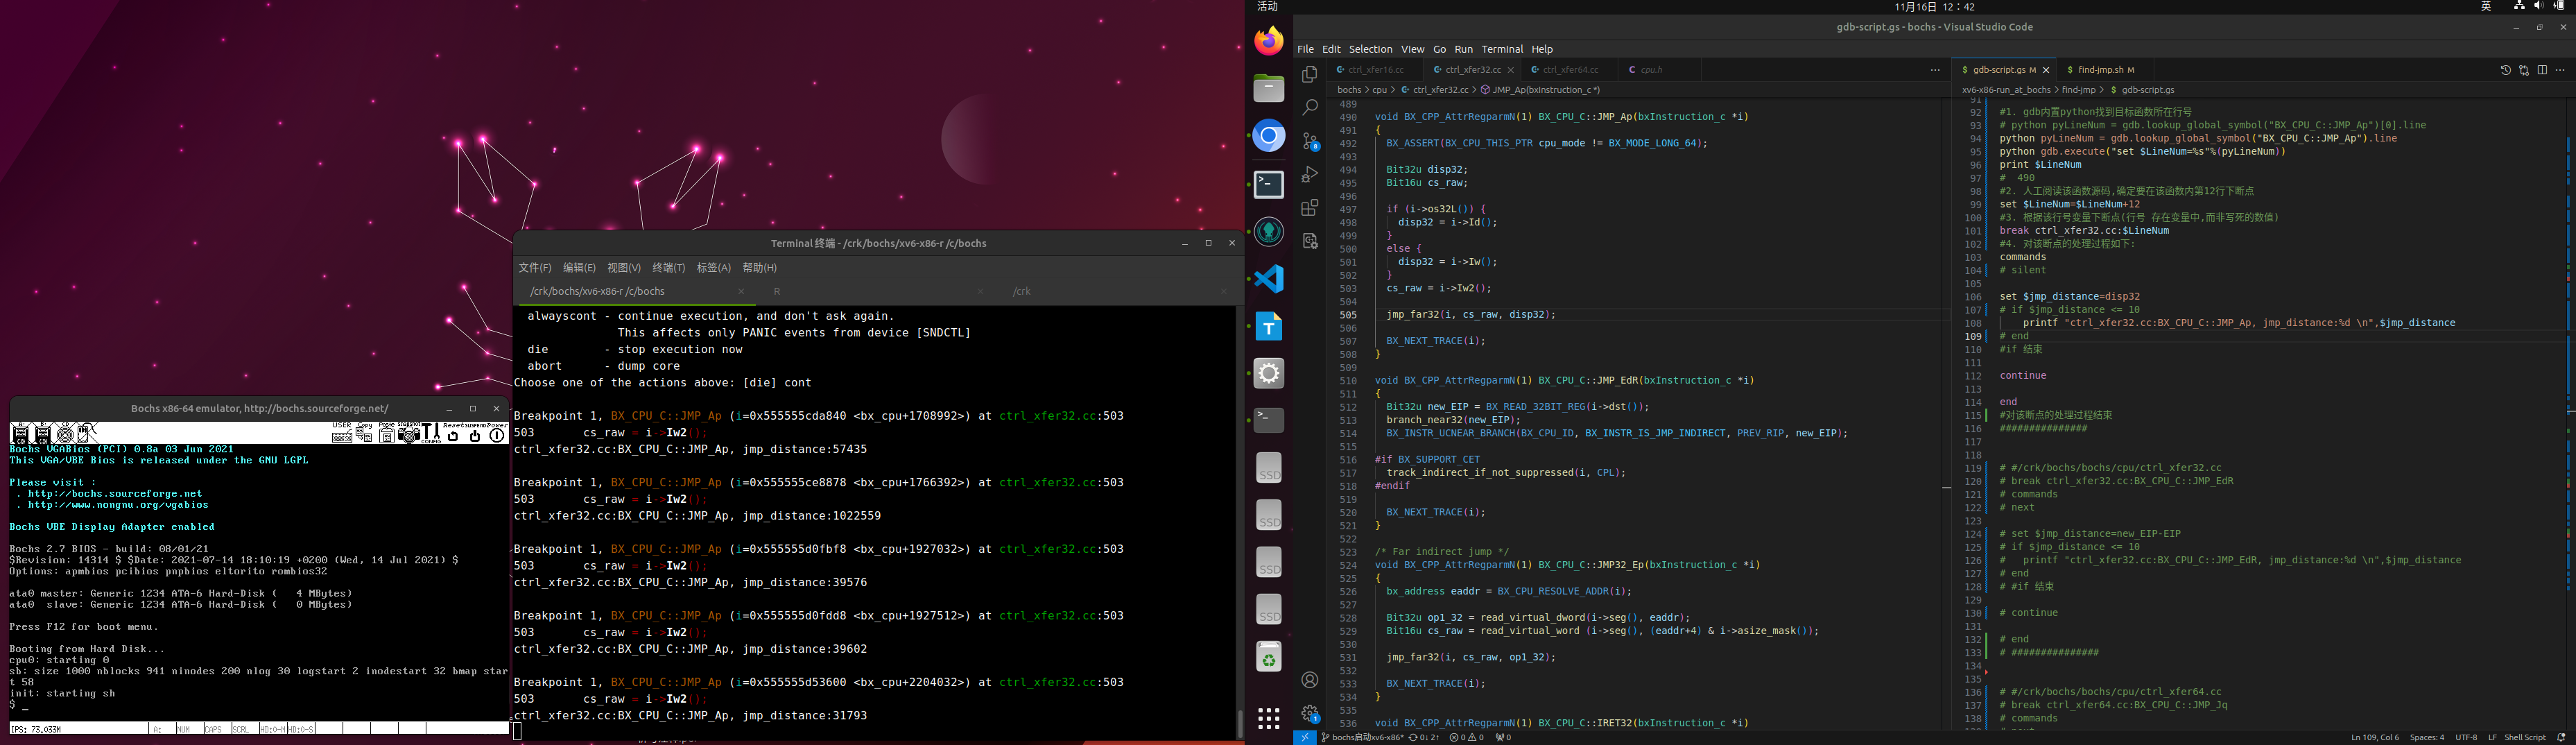 活动
11月16日 12：42
英
gdb-script.gs - bochs - Visual Studio Code
File Edit Selection View Go Run Terminal Help
ctrl_xfer16.cc
ctrl_xfer32.cc
ctrl_xfer64.cc
cpu.h
bochs > cpu > ctrl_xfer32.cc > JMP_Ap(bxInstruction_c *)
489
490 void BX_CPP_AttrRegparmN(1) BX_CPU_C::JMP_Ap(bxInstruction_c *i)
491 {
492 BX_ASSERT(BX_CPU_THIS_PTR cpu_mode != BX_MODE_LONG_64);
493
494 Bit32u disp32;
495 Bit16u cs_raw;
496
497 if (i->os32L()) {
498 disp32 = i->Id();
499 }
500 else {
501 disp32 = i->Iw();
502 }
503 cs_raw = i->Iw2();
504
505 jmp_far32(i, cs_raw, disp32);
506
507 BX_NEXT_TRACE(i);
508 }
509
510 void BX_CPP_AttrRegparmN(1) BX_CPU_C::JMP_EdR(bxInstruction_c *i)
511 {
512 Bit32u new_EIP = BX_READ_32BIT_REG(i->dst());
513 branch_near32(new_EIP);
514 BX_INSTR_UCNEAR_BRANCH(BX_CPU_ID, BX_INSTR_IS_JMP_INDIRECT, PREV_RIP, new_EIP);
515
516 #if BX_SUPPORT_CET
517 track_indirect_if_not_suppressed(i, CPL);
518 #endif
519
520 BX_NEXT_TRACE(i);
521 }
522
523 /* Far indirect jump */
524 void BX_CPP_AttrRegparmN(1) BX_CPU_C::JMP32_Ep(bxInstruction_c *i)
525 {
526 bx_address eaddr = BX_CPU_RESOLVE_ADDR(i);
527
528 Bit32u op1_32 = read_virtual_dword(i->seg(), eaddr);
529 Bit16u cs_raw = read_virtual_word (i->seg(), (eaddr+4) & i->asize_mask());
530
531 jmp_far32(i, cs_raw, op1_32);
532
533 BX_NEXT_TRACE(i);
534 }
535
536 void BX_CPP_AttrRegparmN(1) BX_CPU_C::IRET32(bxInstruction_c *i)
gdb-script.gs M
find-jmp.sh M
xv6-x86-run_at_bochs > find-jmp > gdb-script.gs
91
92 #1. gdb内置python找到目标函数所在行号
93 # python pyLineNum = gdb.lookup_global_symbol("BX_CPU_C::JMP_Ap")[0].line
94 python pyLineNum = gdb.lookup_global_symbol("BX_CPU_C::JMP_Ap").line
95 python gdb.execute("set $LineNum=%s"%(pyLineNum))
96 print $LineNum
97 # 490
98 #2. 人工阅读该函数源码,确定要在该函数内第12行下断点
99 set $LineNum=$LineNum+12
100 #3. 根据该行号变量下断点(行号 存在变量中,而非写死的数值)
101 break ctrl_xfer32.cc:$LineNum
102 #4. 对该断点的处理过程如下:
103 commands
104 # silent
105
106 set $jmp_distance=disp32
107 # if $jmp_distance <= 10
108 printf "ctrl_xfer32.cc:BX_CPU_C::JMP_Ap, jmp_distance:%d \n",$jmp_distance
109 # end
110 #if 结束
111
112 continue
113
114 end
115 #对该断点的处理过程结束
116 ###############
117
118
119 # #/crk/bochs/bochs/cpu/ctrl_xfer32.cc
120 # break ctrl_xfer32.cc:BX_CPU_C::JMP_EdR
121 # commands
122 # next
123
124 # set $jmp_distance=new_EIP-EIP
125 # if $jmp_distance <= 10
126 # printf "ctrl_xfer32.cc:BX_CPU_C::JMP_EdR, jmp_distance:%d \n",$jmp_distance
127 # end
128 # #if 结束
129
130 # continue
131
132 # end
133 # ###############
134
135
136 # #/crk/bochs/bochs/cpu/ctrl_xfer64.cc
137 # break ctrl_xfer64.cc:BX_CPU_C::JMP_Jq
138 # commands
bochs启动xv6-x86* 0↓ 2↑ 0 0 0
Ln 109, Col 6 Spaces: 4 UTF-8 LF Shell Script
Terminal 终端 - /crk/bochs/xv6-x86-r /c/bochs
文件(F) 编辑(E) 视图(V) 终端(T) 标签(A) 帮助(H)
/crk/bochs/xv6-x86-r /c/bochs
R
/crk
alwayscont - continue execution, and don't ask again.
This affects only PANIC events from device [SNDCTL]
die - stop execution now
abort - dump core
Choose one of the actions above: [die] cont
Breakpoint 1, BX_CPU_C::JMP_Ap (i=0x555555cda840 <bx_cpu+1708992>) at ctrl_xfer32.cc:503
503 cs_raw = i->Iw2();
ctrl_xfer32.cc:BX_CPU_C::JMP_Ap, jmp_distance:57435
Breakpoint 1, BX_CPU_C::JMP_Ap (i=0x555555ce8878 <bx_cpu+1766392>) at ctrl_xfer32.cc:503
503 cs_raw = i->Iw2();
ctrl_xfer32.cc:BX_CPU_C::JMP_Ap, jmp_distance:1022559
Breakpoint 1, BX_CPU_C::JMP_Ap (i=0x555555d0fbf8 <bx_cpu+1927032>) at ctrl_xfer32.cc:503
503 cs_raw = i->Iw2();
ctrl_xfer32.cc:BX_CPU_C::JMP_Ap, jmp_distance:39576
Breakpoint 1, BX_CPU_C::JMP_Ap (i=0x555555d0fdd8 <bx_cpu+1927512>) at ctrl_xfer32.cc:503
503 cs_raw = i->Iw2();
ctrl_xfer32.cc:BX_CPU_C::JMP_Ap, jmp_distance:39602
Breakpoint 1, BX_CPU_C::JMP_Ap (i=0x555555d53600 <bx_cpu+2204032>) at ctrl_xfer32.cc:503
503 cs_raw = i->Iw2();
ctrl_xfer32.cc:BX_CPU_C::JMP_Ap, jmp_distance:31793
Bochs x86-64 emulator, http://bochs.sourceforge.net/
USER Copy Paste Snapshot CONFIG Reset SUSPEND Power
Bochs VGABios (PCI) 0.8a 03 Jun 2021
This VGA/VBE Bios is released under the GNU LGPL
Please visit :
. http://bochs.sourceforge.net
. http://www.nongnu.org/vgabios
Bochs VBE Display Adapter enabled
Bochs 2.7 BIOS - build: 08/01/21
$Revision: 14314 $ $Date: 2021-07-14 18:10:19 +0200 (Wed, 14 Jul 2021) $
Options: apmbios pcibios pnpbios eltorito rombios32
ata0 master: Generic 1234 ATA-6 Hard-Disk ( 4 MBytes)
ata0 slave: Generic 1234 ATA-6 Hard-Disk ( 0 MBytes)
Press F12 for boot menu.
Booting from Hard Disk...
cpu0: starting 0
sb: size 1000 nblocks 941 ninodes 200 nlog 30 logstart 2 inodestart 32 bmap star
t 58
init: starting sh
$ _
IPS: 73.033M A: NUM CAPS SCRL HD:0-M HD:0-S
SSD
SSD
SSD
SSD